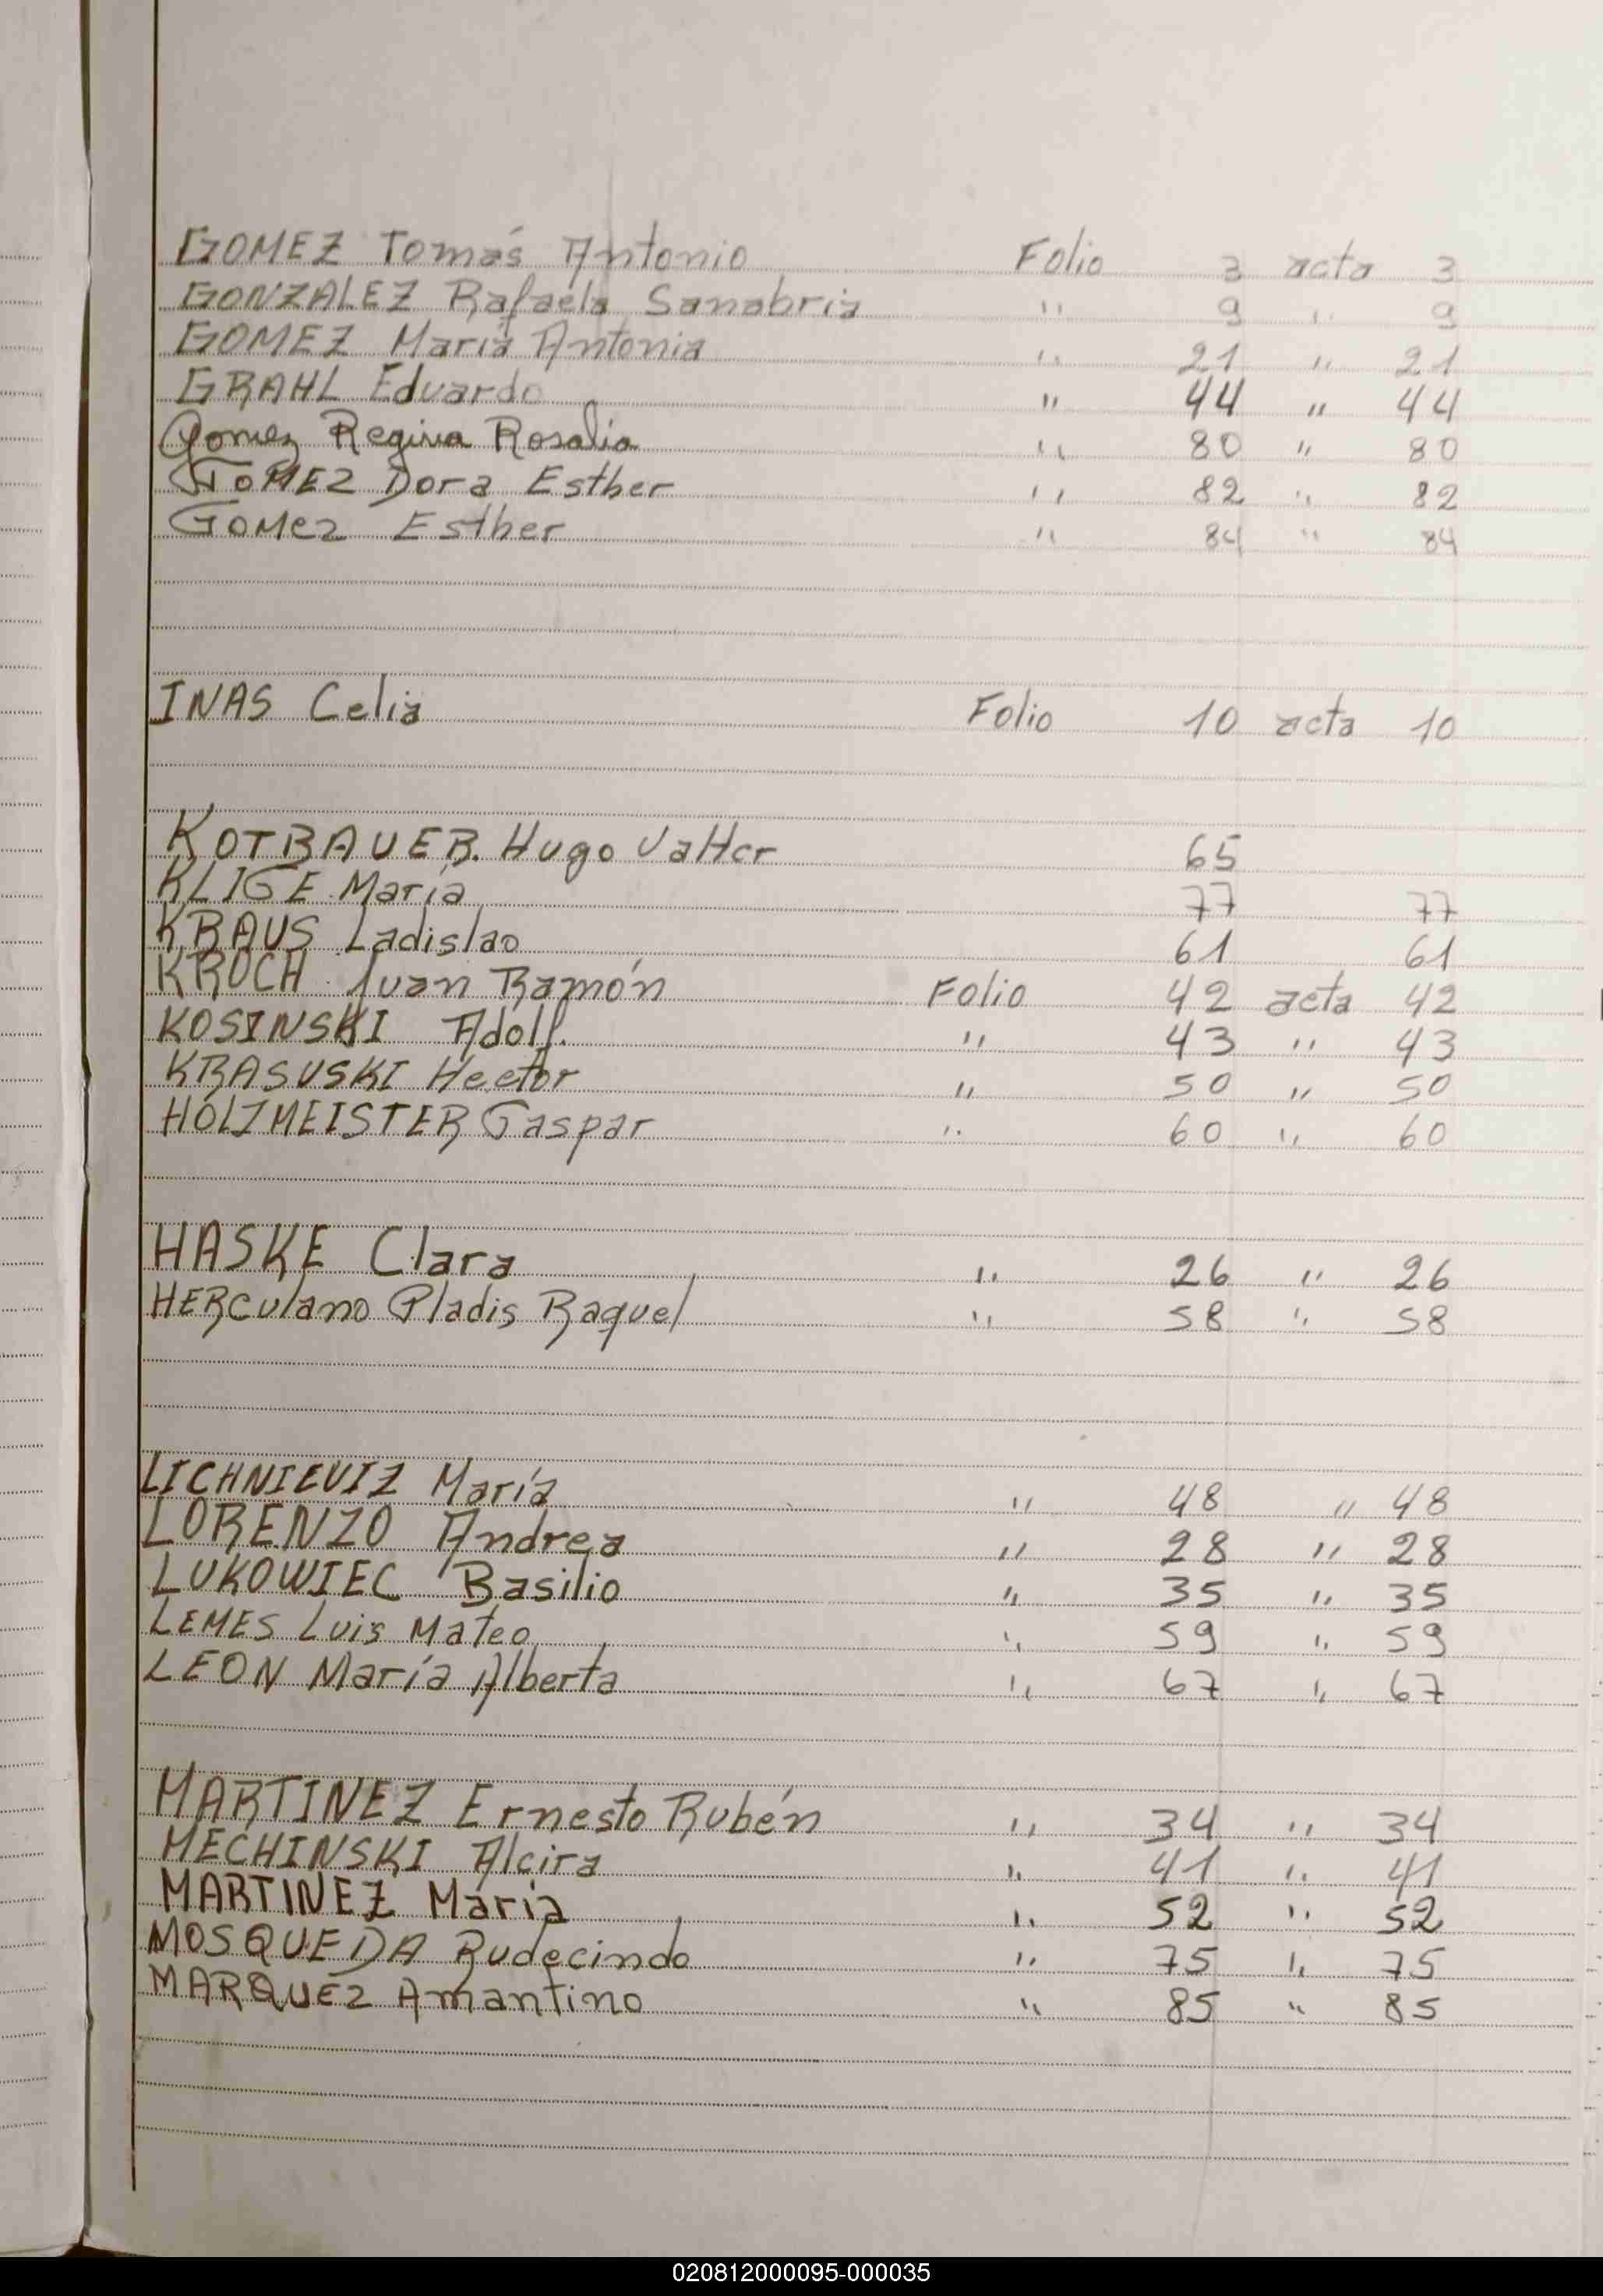 GOMEZ Tomás Antonio Folio 3 acta 3
GONZALEZ Rafaela Sanabria " 9 " 9
GOMEZ María Antonia " 21 " 21
GRAHL Eduardo " 44 " 44
Gomez Regina Rosalia " 80 " 80
GOMEZ Dora Esther " 82 " 82
GOMez Esther " 84 " 84
INAS Celia Folio 10 acta 10
KOTBAUER. Hugo Valter 65
KLIGE María 77 77
KRAUS Ladislao 61 61
KROCH Juan Ramón Folio 42 acta 42
KOSINSKI Adolf. " 43 " 43
KRASUSKI Hector " 50 " 50
HOLZMEISTER Gaspar " 60 " 60
HASKE Clara " 26 " 26
HERCulano Gladis Raquel " 58 " 58
LICHNIEVIZ María " 48 " 48
LORENZO Andrea " 28 " 28
LUKOWIEC Basilio " 35 " 35
LEMES Luis Mateo " 59 " 59
LEON María Alberta " 67 " 67
MARTINEZ Ernesto Rubén " 34 " 34
MECHINSKI Alcira " 41 " 41
MARTINEZ María " 52 " 52
MOSQUEDA Rudecindo " 75 " 75
MARQUEZ Amantino " 85 " 85
020812000095-000035